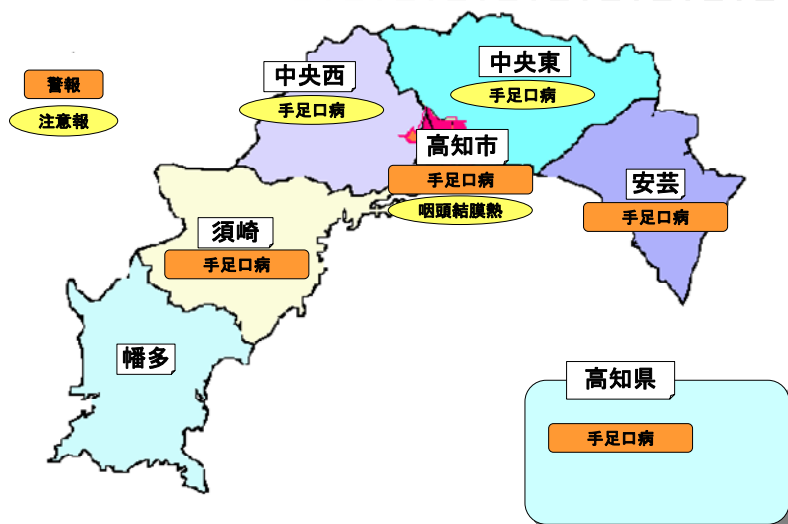 警報
注意報
中央西
手足口病
中央東
手足口病
高知市
手足口病
咽頭結膜熱
安芸
手足口病
須崎
手足口病
幡多
高知県
手足口病